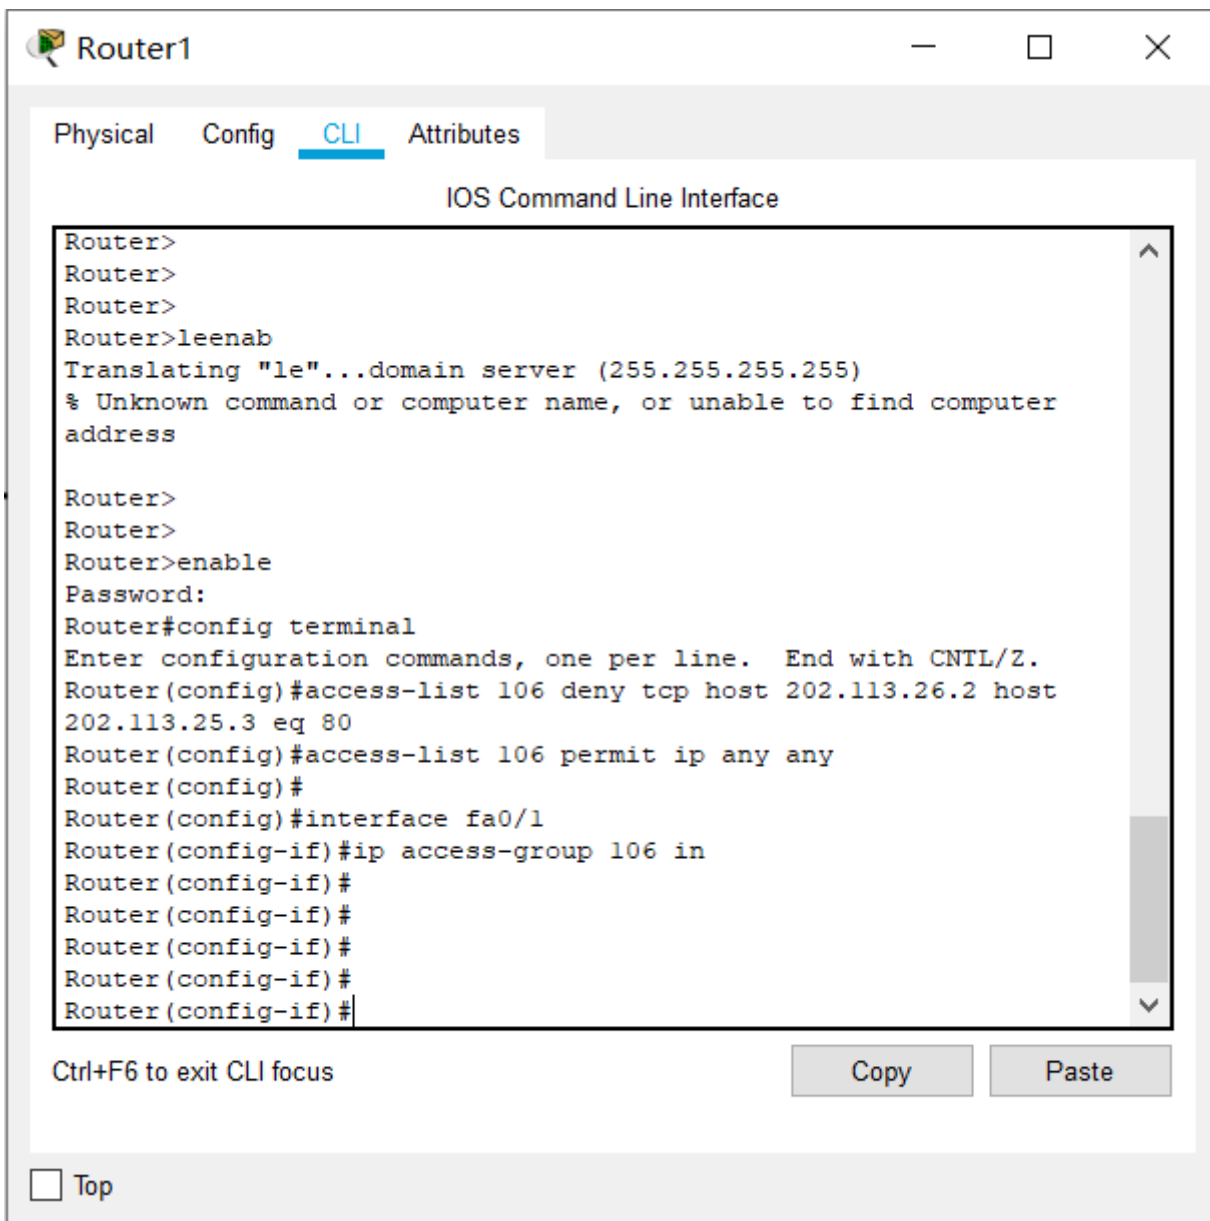 Router1
Physical Config CLI Attributes
IOS Command Line Interface
Router>
Router>
Router>
Router>leenab
Translating "le"...domain server (255.255.255.255)
% Unknown command or computer name, or unable to find computer
address
Router>
Router>
Router>enable
Password:
Router#config terminal
Enter configuration commands, one per line.  End with CNTL/Z.
Router(config)#access-list 106 deny tcp host 202.113.26.2 host
202.113.25.3 eq 80
Router(config)#access-list 106 permit ip any any
Router(config)#
Router(config)#interface fa0/1
Router(config-if)#ip access-group 106 in
Router(config-if)#
Router(config-if)#
Router(config-if)#
Router(config-if)#
Router(config-if)#
Ctrl+F6 to exit CLI focus
Copy
Paste
Top